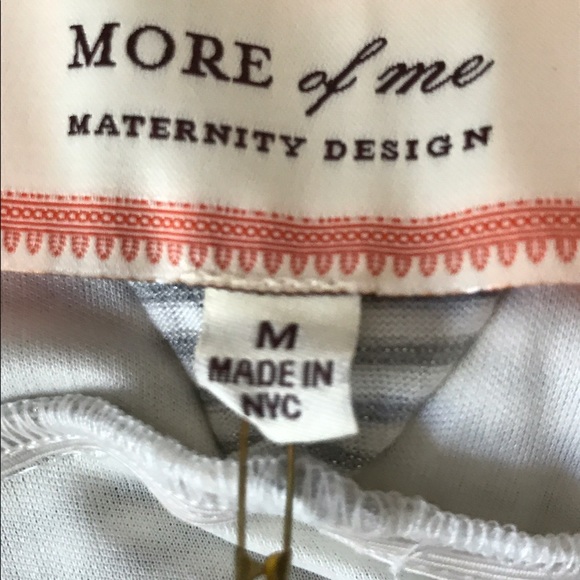 MORE of me
MATERNITY DESIGN
M
MADE IN
NYC